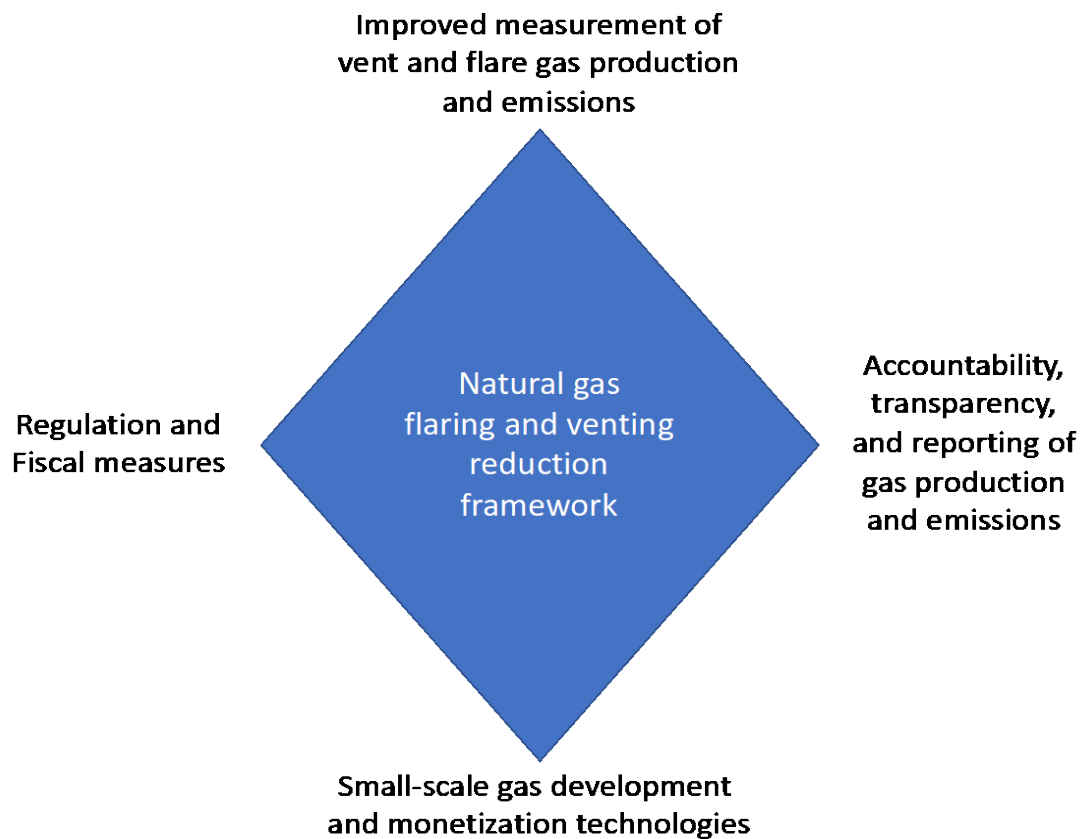 Improved measurement of
vent and flare gas production
and emissions
Regulation and
Fiscal measures
Natural gas
flaring and venting
reduction
framework
Accountability,
transparency,
and reporting of
gas production
and emissions
Small-scale gas development
and monetization technologies